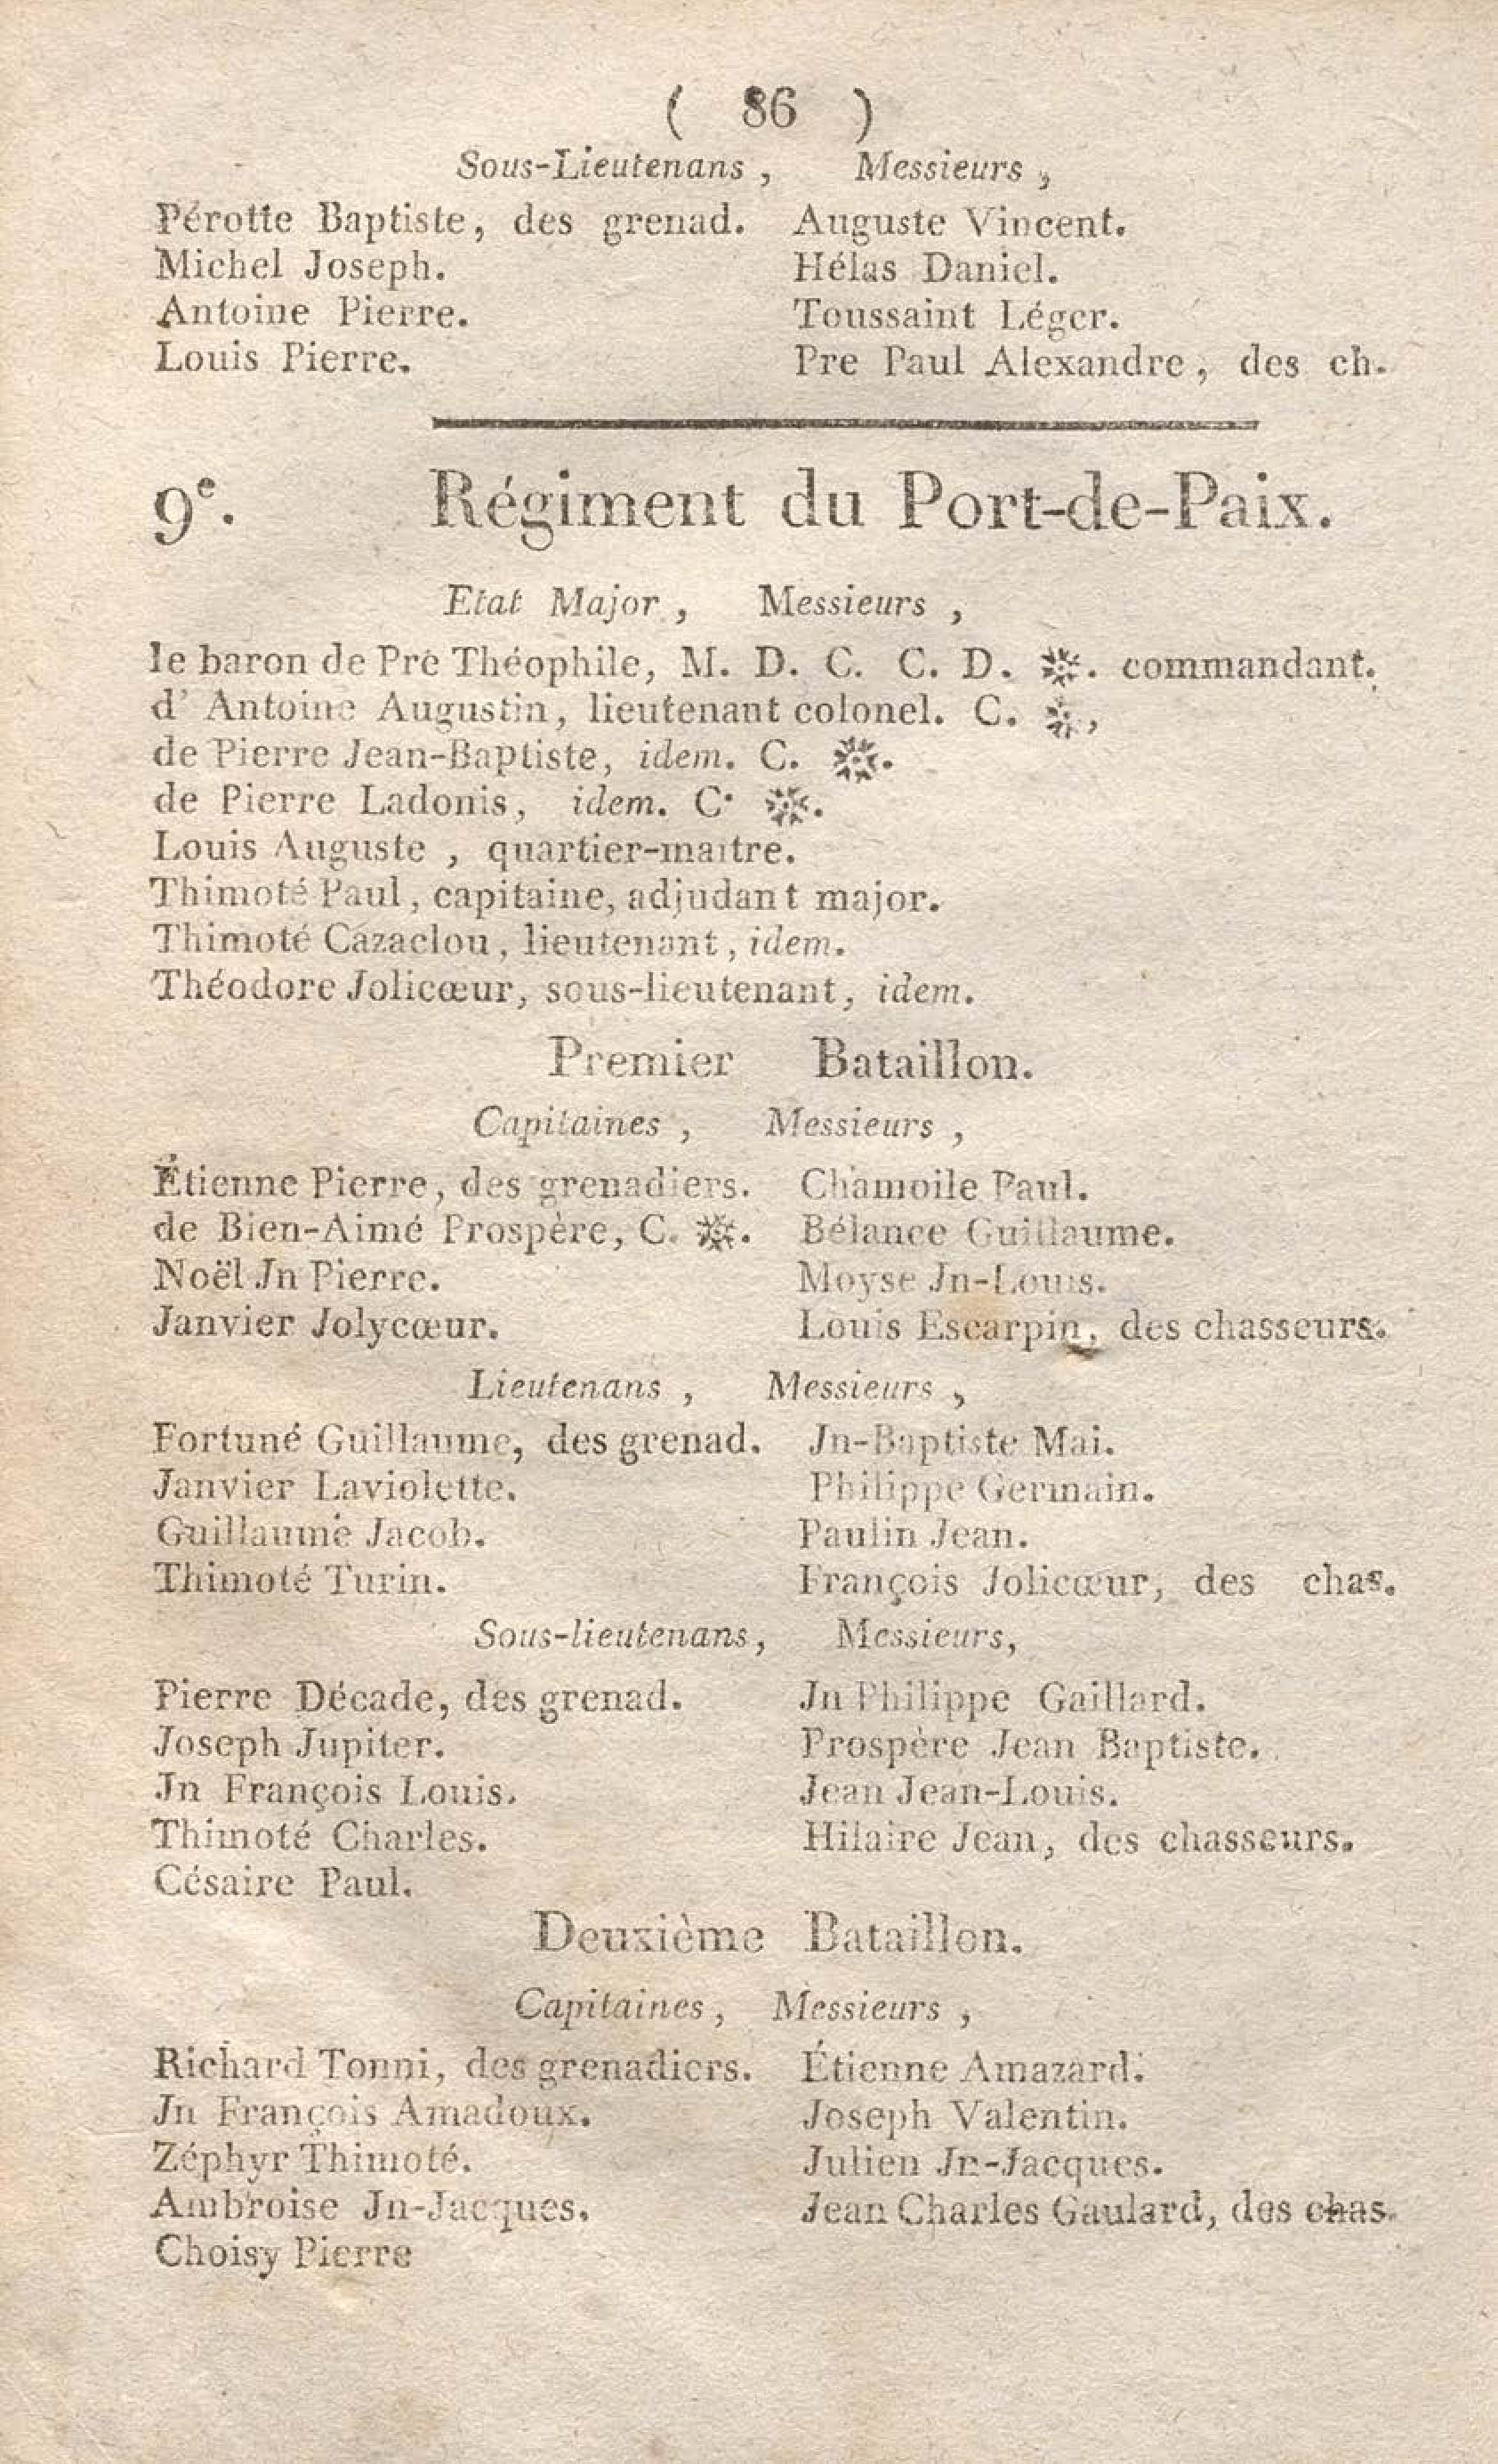 ( 86 )
Sous-Lieutenans , Messieurs ,
Pérotte Baptiste, des grenad. Auguste Vincent.
Michel Joseph. Hélas Daniel.
Antoine Pierre. Toussaint Léger.
Louis Pierre. Pre Paul Alexandre, des ch.
9e. Régiment du Port-de-Paix.
Etat Major , Messieurs ,
le baron de Pre Théophile, M. D. C. C. D. ※. commandant.
d' Antoine Augustin, lieutenant colonel. C. ※,
de Pierre Jean-Baptiste, idem. C. ※.
de Pierre Ladonis, idem. C. ※.
Louis Auguste , quartier-maitre.
Thimoté Paul, capitaine, adjudant major.
Thimoté Cazaclou, lieutenant, idem.
Théodore Jolicœur, sous-lieutenant, idem.
Premier Bataillon.
Capitaines , Messieurs ,
Étienne Pierre, des grenadiers. Chamoile Paul.
de Bien-Aimé Prospère, C. ※. Bélance Guillaume.
Noël Jn Pierre. Moyse Jn-Louis.
Janvier Jolycœur. Louis Escarpin, des chasseurs.
Lieutenans , Messieurs ,
Fortuné Guillaume, des grenad. Jn-Baptiste Mai.
Janvier Laviolette. Philippe Germain.
Guillaume Jacob. Paulin Jean.
Thimoté Turin. François Jolicœur, des chas.
Sous-lieutenans, Messieurs,
Pierre Décade, des grenad. Jn Philippe Gaillard.
Joseph Jupiter. Prospère Jean Baptiste.
Jn François Louis. Jean Jean-Louis.
Thimoté Charles. Hilaire Jean, des chasseurs.
Césaire Paul.
Deuxième Bataillon.
Capitaines, Messieurs ,
Richard Tonni, des grenadiers. Étienne Amazard.
Jn François Amadoux. Joseph Valentin.
Zéphyr Thimoté. Julien Jn-Jacques.
Ambroise Jn-Jacques. Jean Charles Gaulard, des chas.
Choisy Pierre